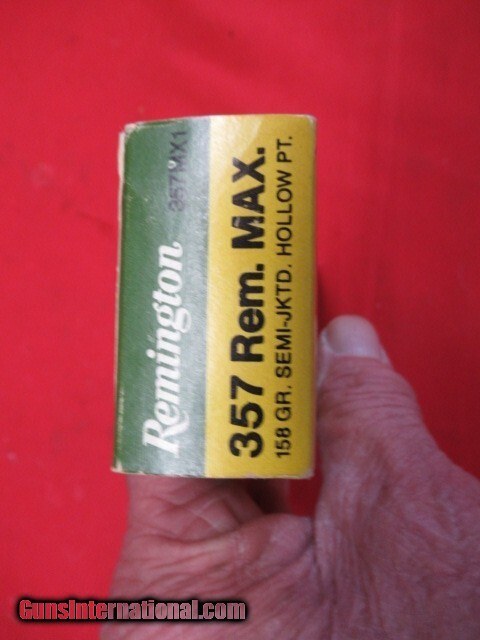 Remington 357MX1
357 Rem. MAX.
158 GR. SEMI-JKTD. HOLLOW PT.
GunsInternational.com